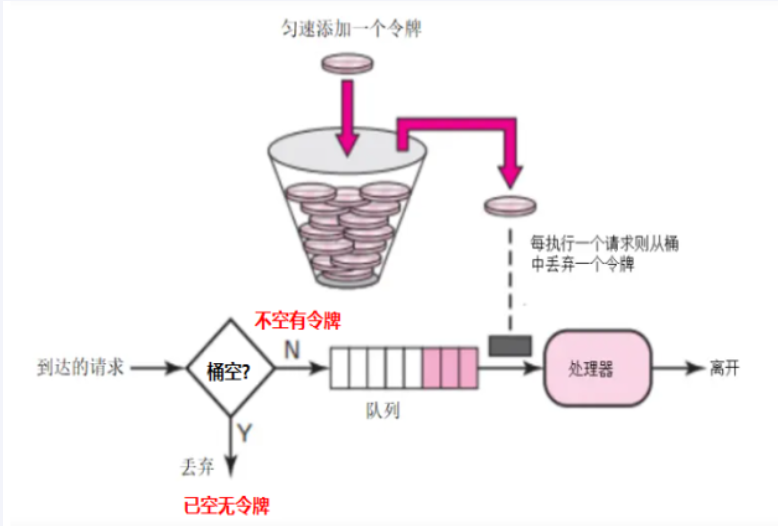 匀速添加一个令牌
每执行一个请求则从桶
中丢弃一个令牌
不空有令牌
到达的请求
桶空?
N
队列
处理器
离开
Y
丢弃
已空无令牌